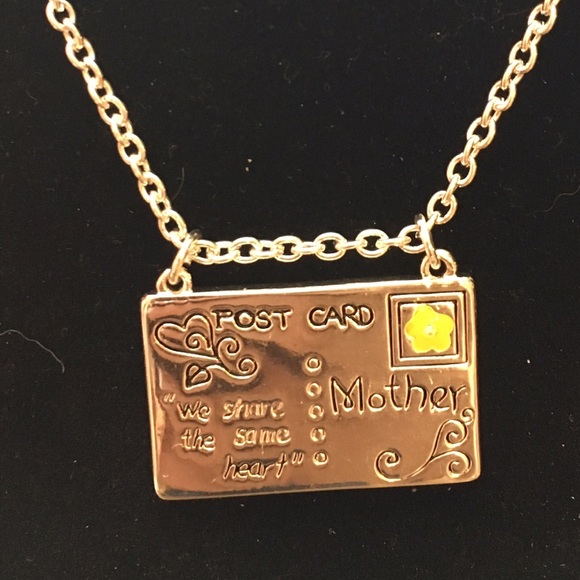 POST CARD
"we share
the same
heart"
Mother